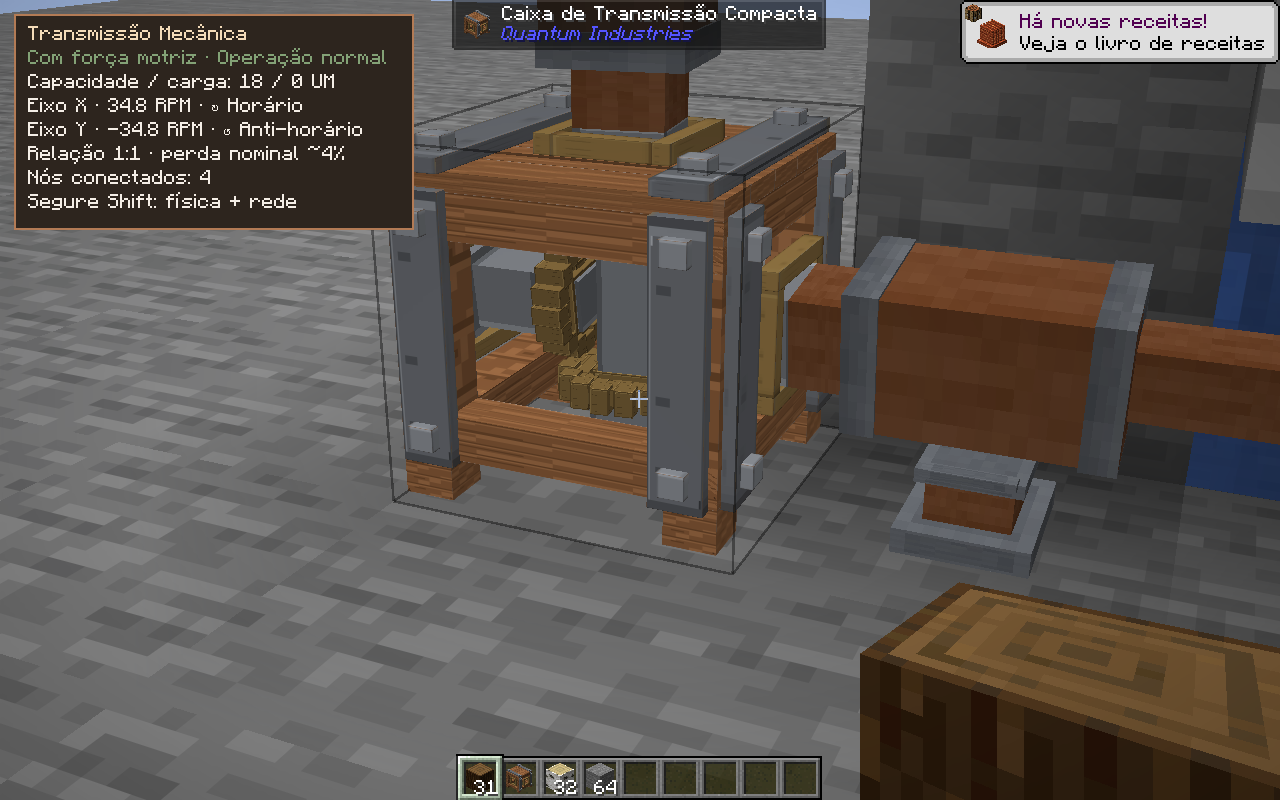 Transmissão Mecânica
Com força motriz · Operação normal
Capacidade / carga: 18 / 0 UM
Eixo X · 34.8 RPM · ↻ Horário
Eixo Y · -34.8 RPM · ↺ Anti-horário
Relação 1:1 · perda nominal ~4%
Nós conectados: 4
Segure Shift: física + rede
Caixa de Transmissão Compacta
Quantum Industries
Há novas receitas!
Veja o livro de receitas
31
32
64